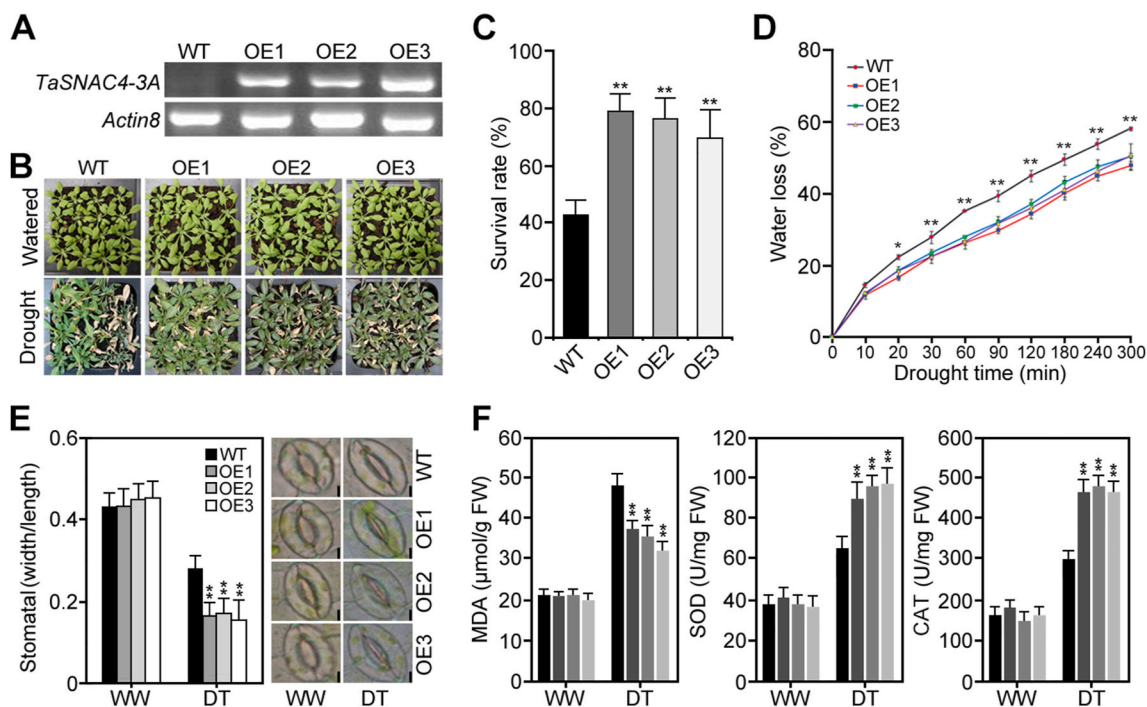 A
WT OE1 OE2 OE3
TaSNAC4-3A
Actin8
B
WT OE1 OE2 OE3
Watered
Drought
C
Survival rate (%)
100
80
60
40
20
0
** ** **
WT OE1 OE2 OE3
D
Water loss (%)
80
60
40
20
0
WT
OE1
OE2
OE3
* ** ** ** ** ** ** **
0 10 20 30 60 90 120 180 240 300
Drought time (min)
E
Stomatal (width/length)
0.6
0.4
0.2
0
WT
OE1
OE2
OE3
** ** **
WW DT
WT
OE1
OE2
OE3
WW DT
F
MDA (μmol/g FW)
60
50
40
30
20
10
0
** ** **
WW DT
SOD (U/mg FW)
120
100
80
60
40
20
0
** ** **
WW DT
CAT (U/mg FW)
600
500
400
300
200
100
0
** ** **
WW DT